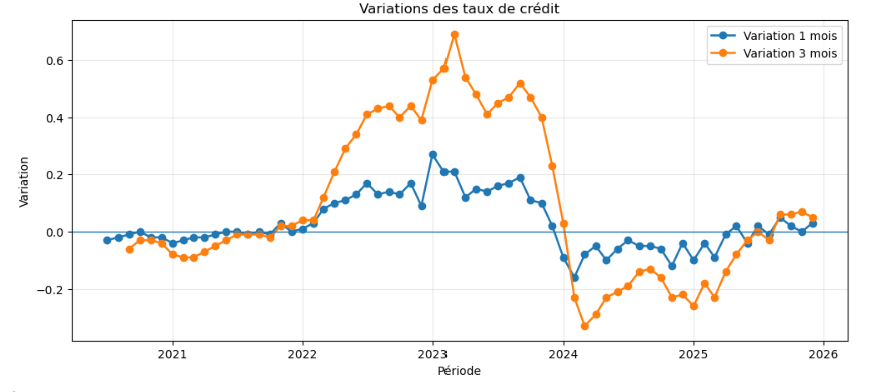 Variations des taux de crédit
Variation 1 mois
Variation 3 mois
Variation
0.6
0.4
0.2
0.0
−0.2
2021 2022 2023 2024 2025 2026
Période